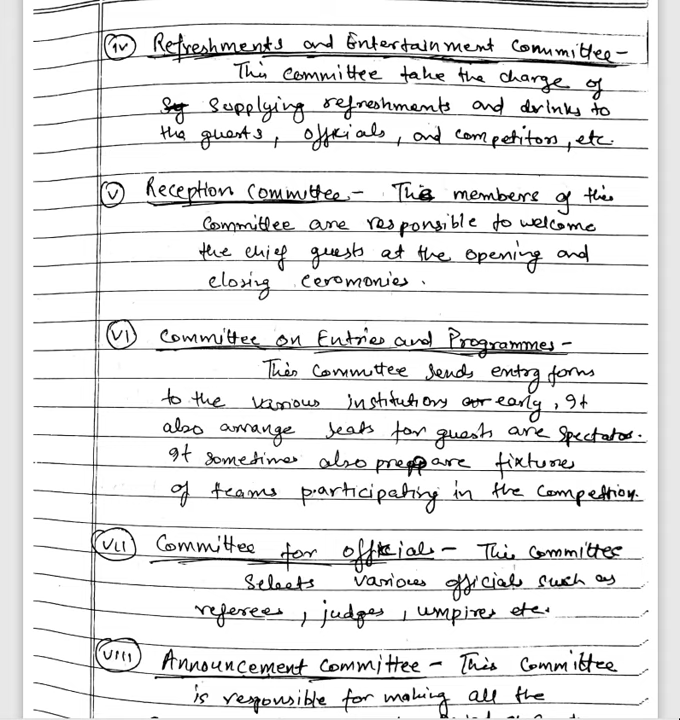 (iv) Refreshments and Entertainment Committee-
This committee take the charge of
supplying refreshments and drinks to
the guests, officials, and competitors, etc.
(v) Reception Committee - The members of this
Committee are responsible to welcome
the chief guests at the opening and
closing ceremonies.
(vi) Committee on Entries and Programmes-
This Committee sends entry forms
to the various institutions early, It
also arrange seats for guests are spectators.
It sometimes also prepare fixtures
of teams participating in the Compettion.
(vii) Committee for officials - This Committee
Selects various officials such as
referees, judges, umpires etc.
(viii) Announcement Committee - This Committee
is responsible for making all the